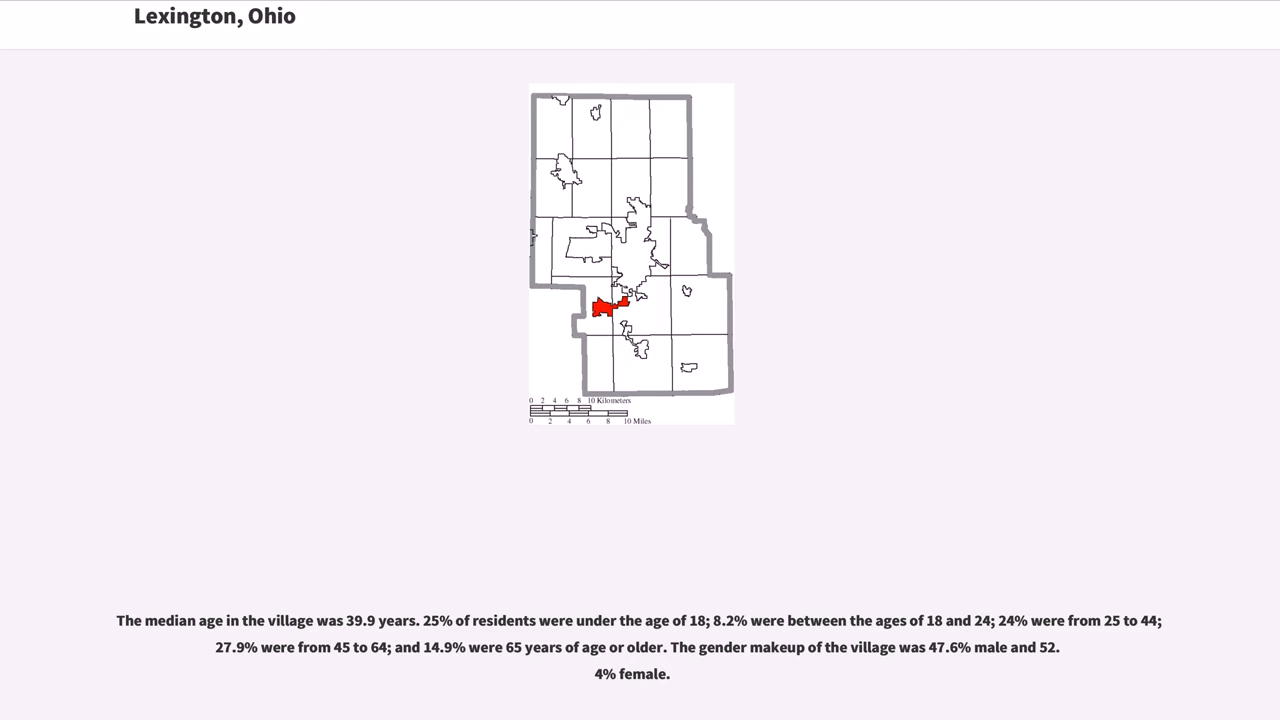 Lexington, Ohio
0 2 4 6 8 10 Kilometers
0 2 4 6 8 10 Miles
The median age in the village was 39.9 years. 25% of residents were under the age of 18; 8.2% were between the ages of 18 and 24; 24% were from 25 to 44;
27.9% were from 45 to 64; and 14.9% were 65 years of age or older. The gender makeup of the village was 47.6% male and 52.
4% female.